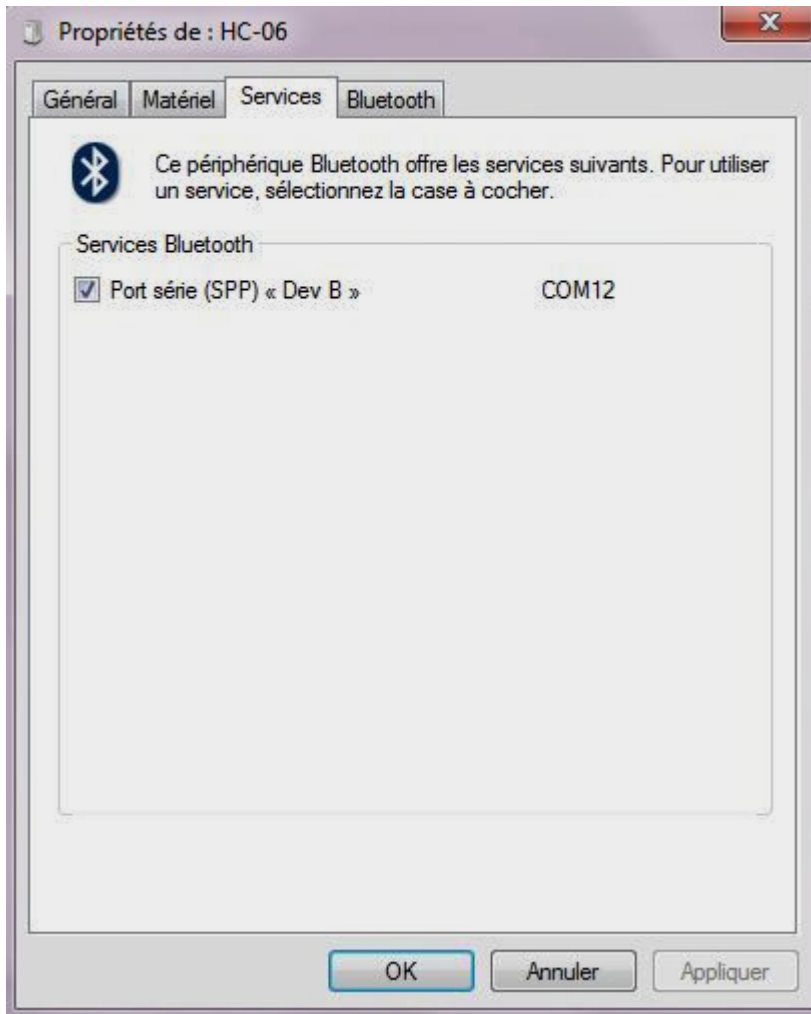 Propriétés de : HC-06
Général Matériel Services Bluetooth
Ce périphérique Bluetooth offre les services suivants. Pour utiliser
un service, sélectionnez la case à cocher.
Services Bluetooth
Port série (SPP) « Dev B » COM12
OK Annuler Appliquer